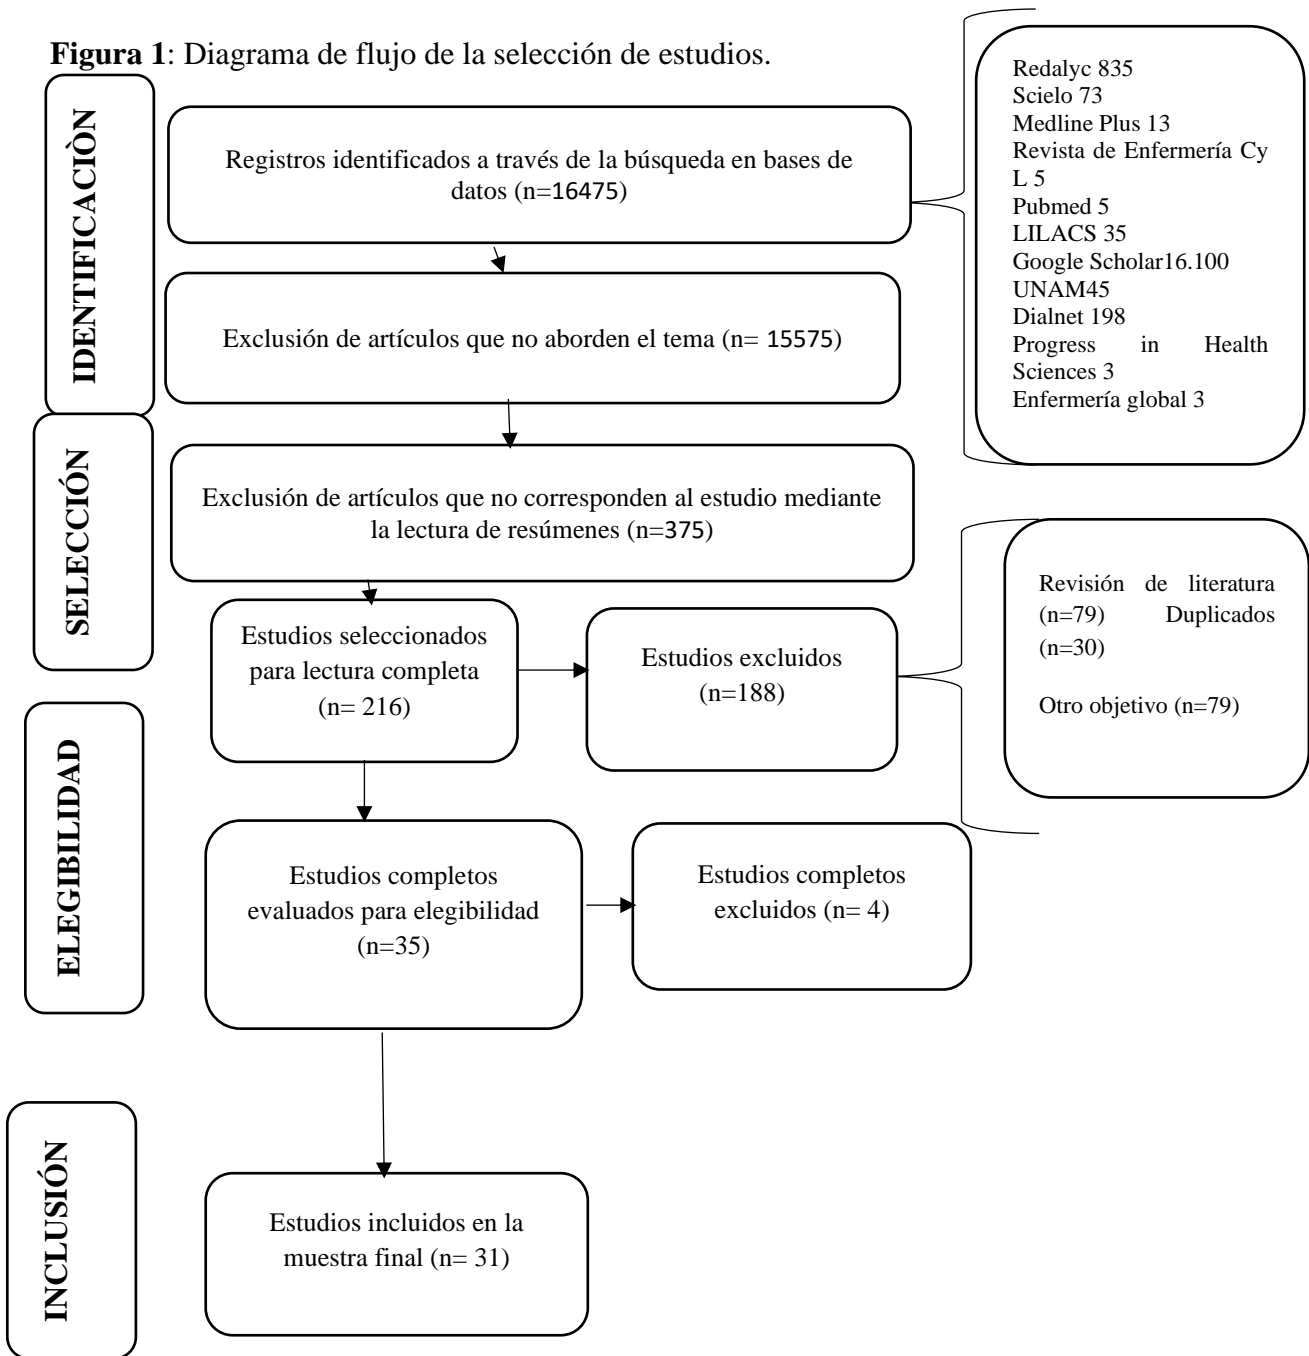 Figura 1: Diagrama de flujo de la selección de estudios.
IDENTIFICACIÒN
Registros identificados a través de la búsqueda en bases de
datos (n=16475)
Redalyc 835
Scielo 73
Medline Plus 13
Revista de Enfermería Cy
L 5
Pubmed 5
LILACS 35
Google Scholar16.100
UNAM45
Dialnet 198
Progress in Health
Sciences 3
Enfermería global 3
Exclusión de artículos que no aborden el tema (n= 15575)
SELECCIÓN
Exclusión de artículos que no corresponden al estudio mediante
la lectura de resúmenes (n=375)
Estudios seleccionados
para lectura completa
(n= 216)
Estudios excluidos
(n=188)
Revisión de literatura
(n=79) Duplicados
(n=30)
Otro objetivo (n=79)
ELEGIBILIDAD
Estudios completos
evaluados para elegibilidad
(n=35)
Estudios completos
excluidos (n= 4)
INCLUSIÓN
Estudios incluidos en la
muestra final (n= 31)